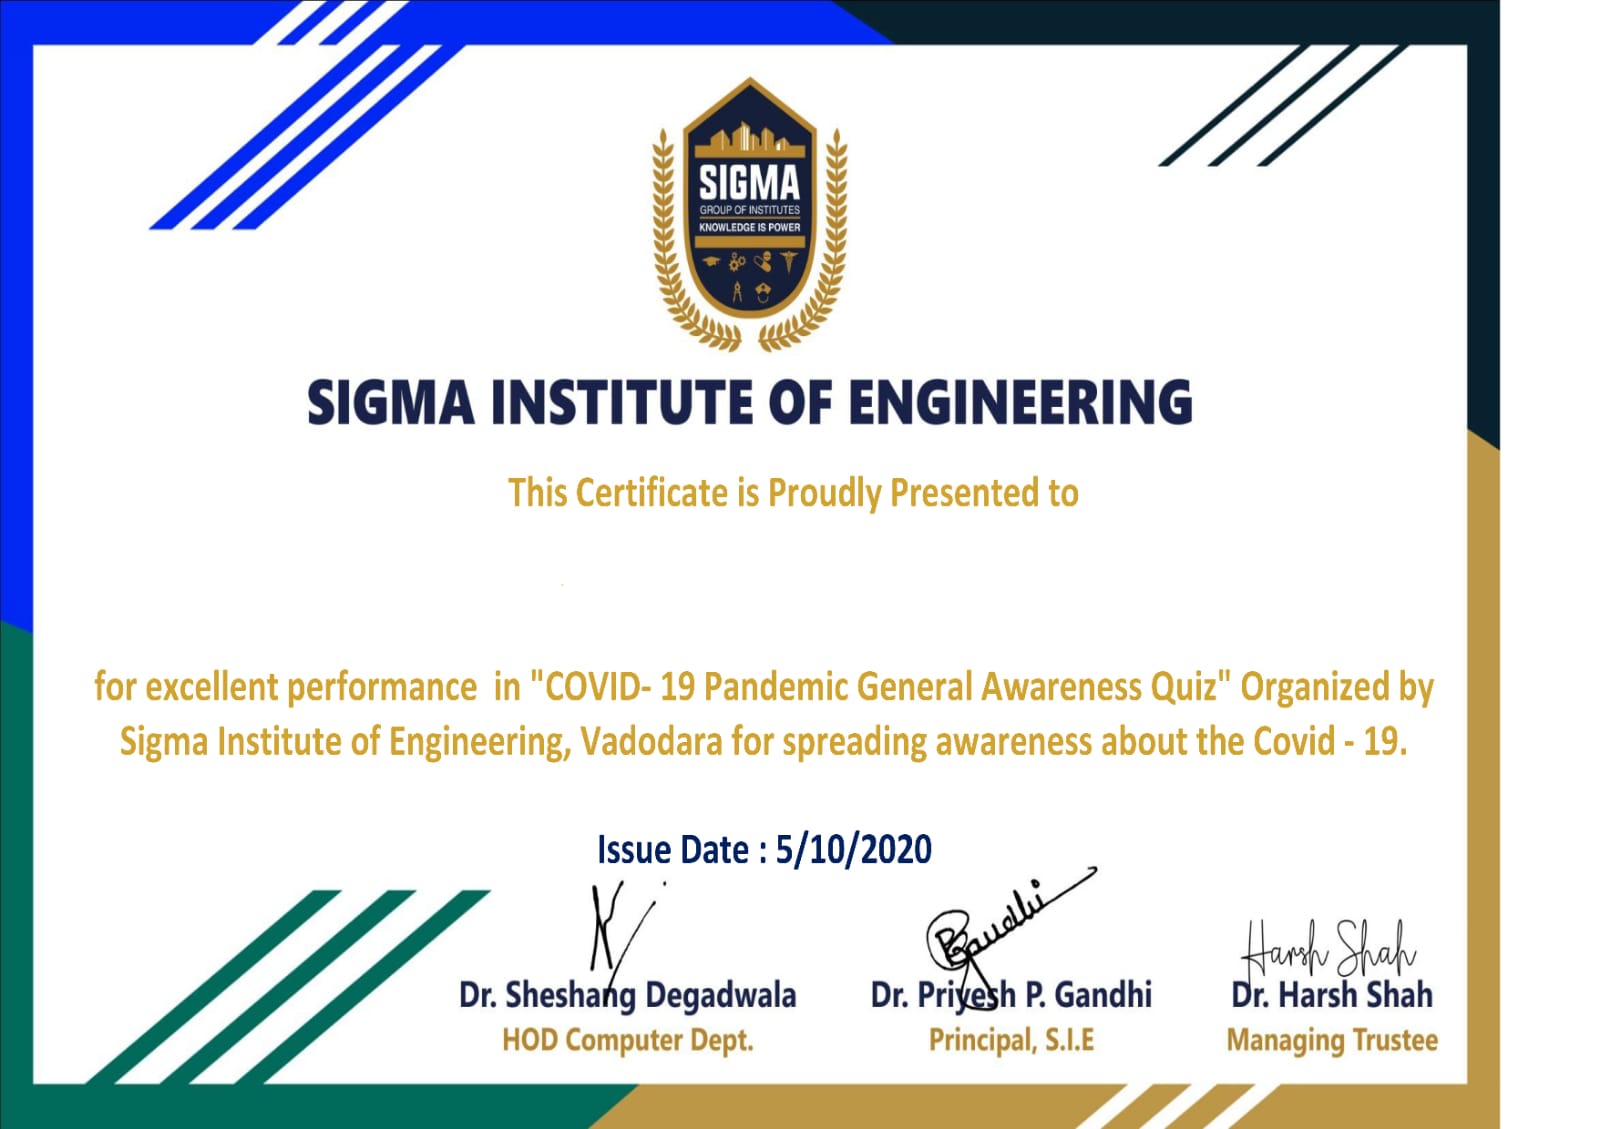 SIGMA
GROUP OF INSTITUTES
KNOWLEDGE IS POWER
SIGMA INSTITUTE OF ENGINEERING
This Certificate is Proudly Presented to
for excellent performance  in "COVID- 19 Pandemic General Awareness Quiz" Organized by
Sigma Institute of Engineering, Vadodara for spreading awareness about the Covid - 19.
Issue Date : 5/10/2020
Gandhi
Harsh Shah
Dr. Sheshang Degadwala
Dr. Priyesh P. Gandhi
Dr. Harsh Shah
HOD Computer Dept.
Principal, S.I.E
Managing Trustee